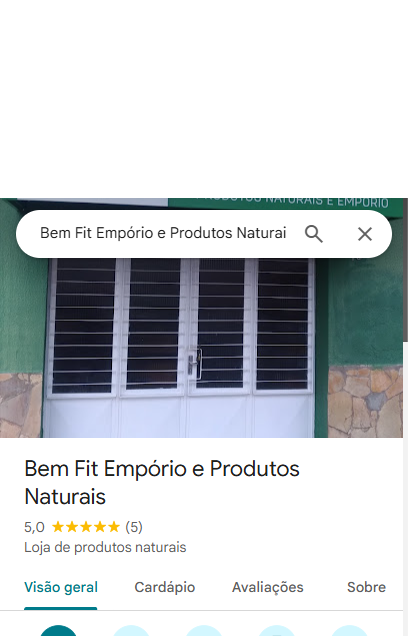 PRODUTOS NATURAIS E EMPÓRIO
Bem Fit Empório e Produtos Naturai
Bem Fit Empório e Produtos
Naturais
5,0 (5)
Loja de produtos naturais
Visão geral Cardápio Avaliações Sobre